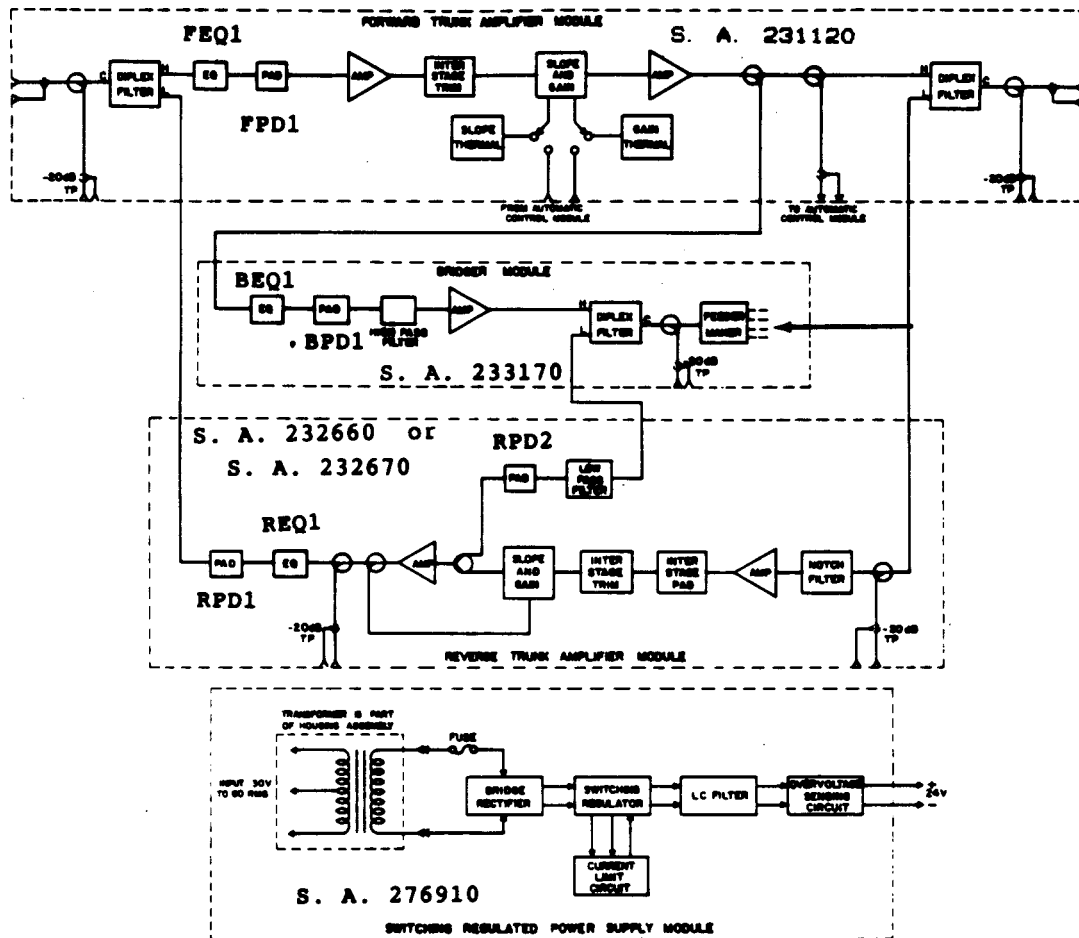 FORWARD TRUNK AMPLIFIER MODULE
FEQ1
S. A. 231120
C
DIPLEX
FILTER
H
L
EQ
PAD
AMP
INTER
STAGE
TRIM
SLOPE
AND
GAIN
AMP
H
L
DIPLEX
FILTER
C
FPD1
SLOPE
THERMAL
GAIN
THERMAL
-20dB
TP
FROM AUTOMATIC
CONTROL MODULE
TO AUTOMATIC
CONTROL MODULE
-20dB
TP
BRIDGER MODULE
BEQ1
EQ
PAD
HIGH PASS
FILTER
AMP
H
L
DIPLEX
FILTER
C
FEEDER
MAKER
BPD1
TP
S. A. 233170
S. A. 232660 or
S. A. 232670
RPD2
PAD
LOW
PASS
FILTER
REQ1
PAD
EQ
AMP
SLOPE
AND
GAIN
INTER
STAGE
TRIM
INTER
STAGE
PAD
AMP
NOTCH
FILTER
RPD1
-20dB
TP
TP
REVERSE TRUNK AMPLIFIER MODULE
TRANSFORMER IS PART
OF HOUSING ASSEMBLY
FUSE
INPUT 30V
TO 60 RMS
BRIDGE
RECTIFIER
SWITCHING
REGULATOR
LC FILTER
OVERVOLTAGE
SENSING
CIRCUIT
+
24V
-
CURRENT
LIMIT
CIRCUIT
S. A. 276910
SWITCHING REGULATED POWER SUPPLY MODULE